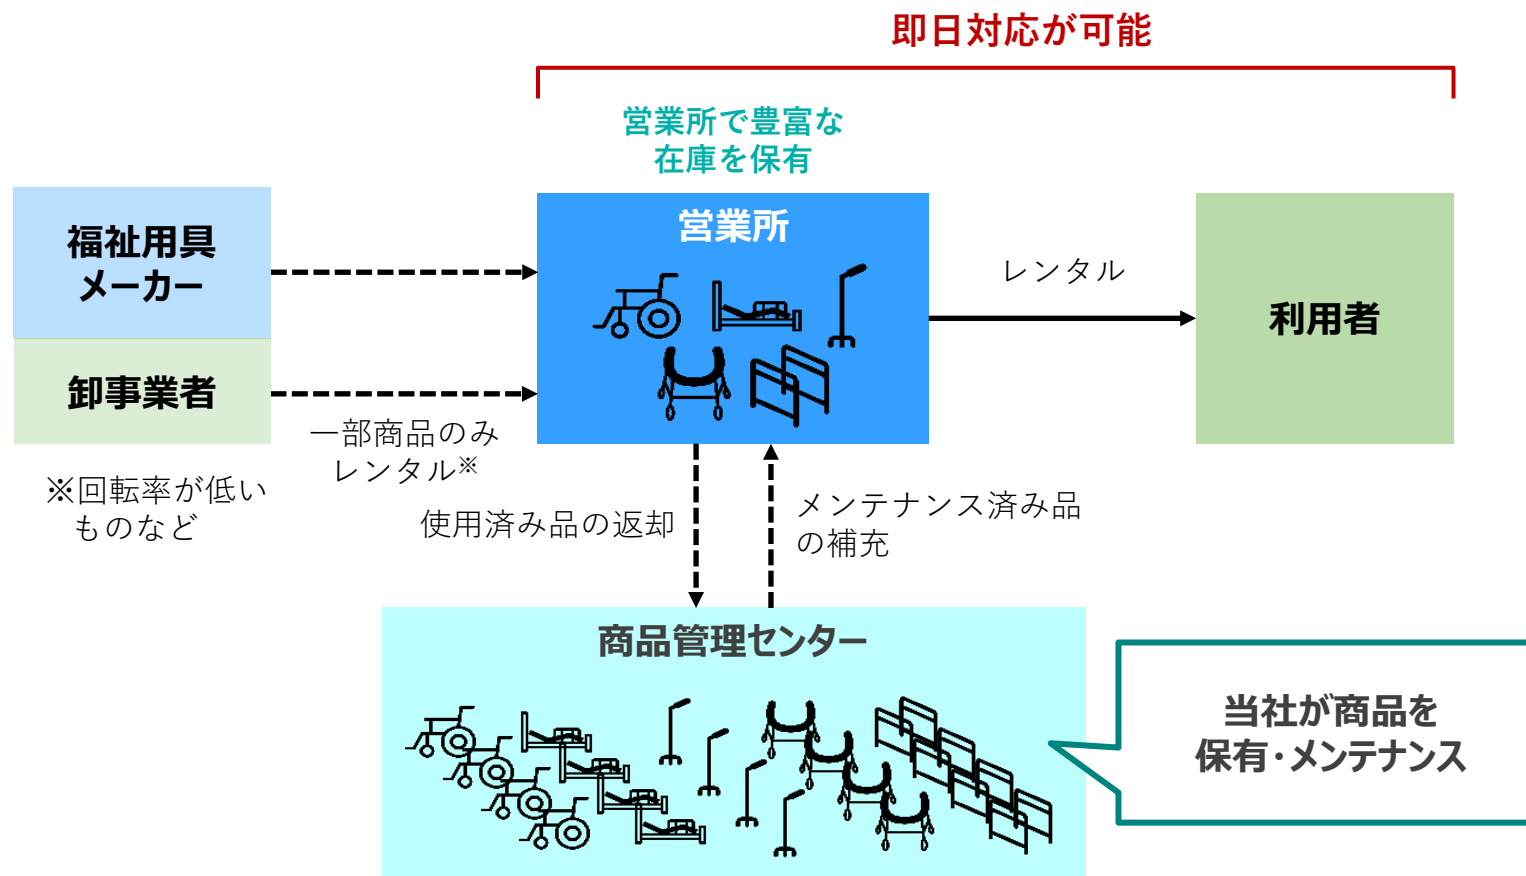 即日対応が可能
営業所で豊富な
在庫を保有
福祉用具
メーカー
卸事業者
営業所
レンタル
利用者
一部商品のみ
レンタル※
※回転率が低い
ものなど
使用済み品の返却
メンテナンス済み品
の補充
商品管理センター
当社が商品を
保有・メンテナンス